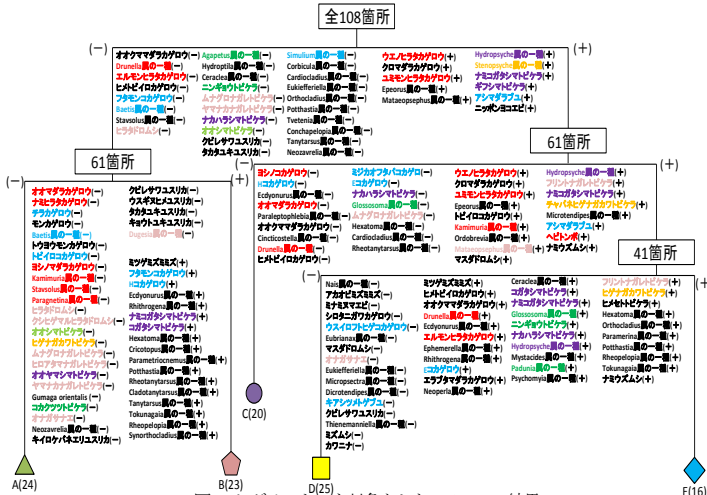 全108箇所
(−)
(+)
オオクママダラカゲロウ(−)
Drunella属の一種(−)
エルモンヒラタカゲロウ(−)
ヒメトビイロカゲロウ(−)
フタモンコカゲロウ(−)
Baetis属の一種(−)
Stavsolus属の一種(−)
ヒラタドロムシ(−)
Agapetus属の一種(−)
Hydroptila属の一種(−)
Ceraclea属の一種(−)
ニンギョウトビケラ(−)
ムナグロナガレトビケラ(−)
ヤマナカナガレトビケラ(−)
ナカハラシマトビケラ(−)
オオシマトビケラ(−)
クビレサワユスリカ(−)
タカタユキユスリカ(−)
Simulium属の一種(−)
Corbicula属の一種(−)
Cardiocladius属の一種(−)
Eukiefferiella属の一種(−)
Orthocladius属の一種(−)
Potthastia属の一種(−)
Tvetenia属の一種(−)
Conchapelopia属の一種(−)
Tanytarsus属の一種(−)
Neozavrelia属の一種(−)
ウエノヒラタカゲロウ(+)
クロマダラカゲロウ(+)
ユミモンヒラタカゲロウ(+)
Epeorus属の一種(+)
Mataeopsephus属の一種(+)
Hydropsyche属の一種(+)
Stenopsyche属の一種(+)
ナミコガタシマトビケラ(+)
ギフシマトビケラ(+)
アシマダラブユ(+)
ニッポンヨコエビ(+)
61箇所
(−)
(+)
オオマダラカゲロウ(−)
ナミヒラタカゲロウ(−)
チラカゲロウ(−)
モンカゲロウ(−)
Baetis属の一種(−)
トウヨウモンカゲロウ(−)
トビイロコカゲロウ(−)
ヨシノマダラカゲロウ(−)
Kamimuria属の一種(−)
Stavsolus属の一種(−)
Paragnetina属の一種(−)
ヒラタドロムシ(−)
クシヒゲマルヒラタドロムシ(−)
オオシマトビケラ(−)
ヒゲナガカワトビケラ(−)
ムナグロナガレトビケラ(−)
ヒロアタマナガレトビケラ(−)
オオヤマシマトビケラ(−)
ヤマナカナガレトビケラ(−)
Gumaga orientalis (−)
コカクツツトビケラ(−)
オナガサナエ(−)
Neozavrelia属の一種(−)
キイロケバネエリユスリカ(−)
クビレサワユスリカ(−)
ウスギヌヒメユスリカ(−)
タカタユキユスリカ(−)
キョウトユキユスリカ(−)
Dugesia属の一種(−)
ミツゲミズミミズ(+)
フタモンコカゲロウ(+)
Hコカゲロウ(+)
Ecdyonurus属の一種(+)
Rhithrogena属の一種(+)
ナミコガタシマトビケラ(+)
コガタシマトビケラ(+)
Hexatoma属の一種(+)
Cricotopus属の一種(+)
Parametriocnemus属の一種(+)
Potthastia属の一種(+)
Rheotanytarsus属の一種(+)
Cladotanytarsus属の一種(+)
Tanytarsus属の一種(+)
Tokunagaia属の一種(+)
Rheopelopia属の一種(+)
Synorthocladius属の一種(+)
A(24)
B(23)
61箇所
(−)
(+)
ヨシノコカゲロウ(−)
Hコカゲロウ(−)
Ecdyonurus属の一種(−)
オオマダラカゲロウ(−)
Paraleptophlebia属の一種(−)
オオクママダラカゲロウ(−)
Cincticostella属の一種(−)
Drunella属の一種(−)
ヒメトビイロカゲロウ(−)
ミジカオフタバコカゲロウ(−)
Eコカゲロウ(−)
ナカハラシマトビケラ(−)
Glossosoma属の一種(−)
ムナグロナガレトビケラ(−)
Hexatoma属の一種(−)
Cardiocladius属の一種(−)
Rheotanytarsus属の一種(−)
ウエノヒラタカゲロウ(+)
クロマダラカゲロウ(+)
ユミモンヒラタカゲロウ(+)
Epeorus属の一種(+)
トビイロコカゲロウ(+)
Kamimuria属の一種(+)
Ordobrevia属の一種(+)
Mataeopsephus属の一種(+)
マスダドロムシ(+)
Hydropsyche属の一種(+)
フリントナガレトビケラ(+)
ナミコガタシマトビケラ(+)
チャバネヒゲナガカワトビケラ(+)
Microtendipes属の一種(+)
アシマダラブユ(+)
ヘビトンボ(+)
ナミウズムシ(+)
C(20)
41箇所
(−)
(+)
Nais属の一種(−)
アカオビミズミミズ(−)
ミナミヌマエビ(−)
シロタニガワカゲロウ(−)
ウスイロフトヒゲコカゲロウ(−)
Eubrianax属の一種(−)
マスダドロムシ(−)
オナガサナエ(−)
Eukiefferiella属の一種(−)
Micropsectra属の一種(−)
Dicrotendipes属の一種(−)
キアシツメトゲブユ(−)
クビレサワユスリカ(−)
Thienemanniella属の一種(−)
ミズムシ(−)
カワニナ(−)
ミツゲミズミミズ(+)
ヒメトビイロカゲロウ(+)
オオクママダラカゲロウ(+)
Drunella属の一種(+)
Ecdyonurus属の一種(+)
エルモンヒラタカゲロウ(+)
Ephemerella属の一種(+)
Rhithrogena属の一種(+)
Eコカゲロウ(+)
エラブタマダラカゲロウ(+)
Neoperla属の一種(+)
Ceraclea属の一種(+)
コガタシマトビケラ(+)
ナミコガタシマトビケラ(+)
Glossosoma属の一種(+)
ニンギョウトビケラ(+)
ナカハラシマトビケラ(+)
Hydropsyche属の一種(+)
Mystacides属の一種(+)
Padunia属の一種(+)
Psychomyia属の一種(+)
フリントナガレトビケラ(+)
ヒゲナガカワトビケラ(+)
ヒメセトトビケラ(+)
Hexatoma属の一種(+)
Orthocladius属の一種(+)
Paramerina属の一種(+)
Potthastia属の一種(+)
Rheopelopia属の一種(+)
Tokunagaia属の一種(+)
ナミウズムシ(+)
D(25)
E(16)